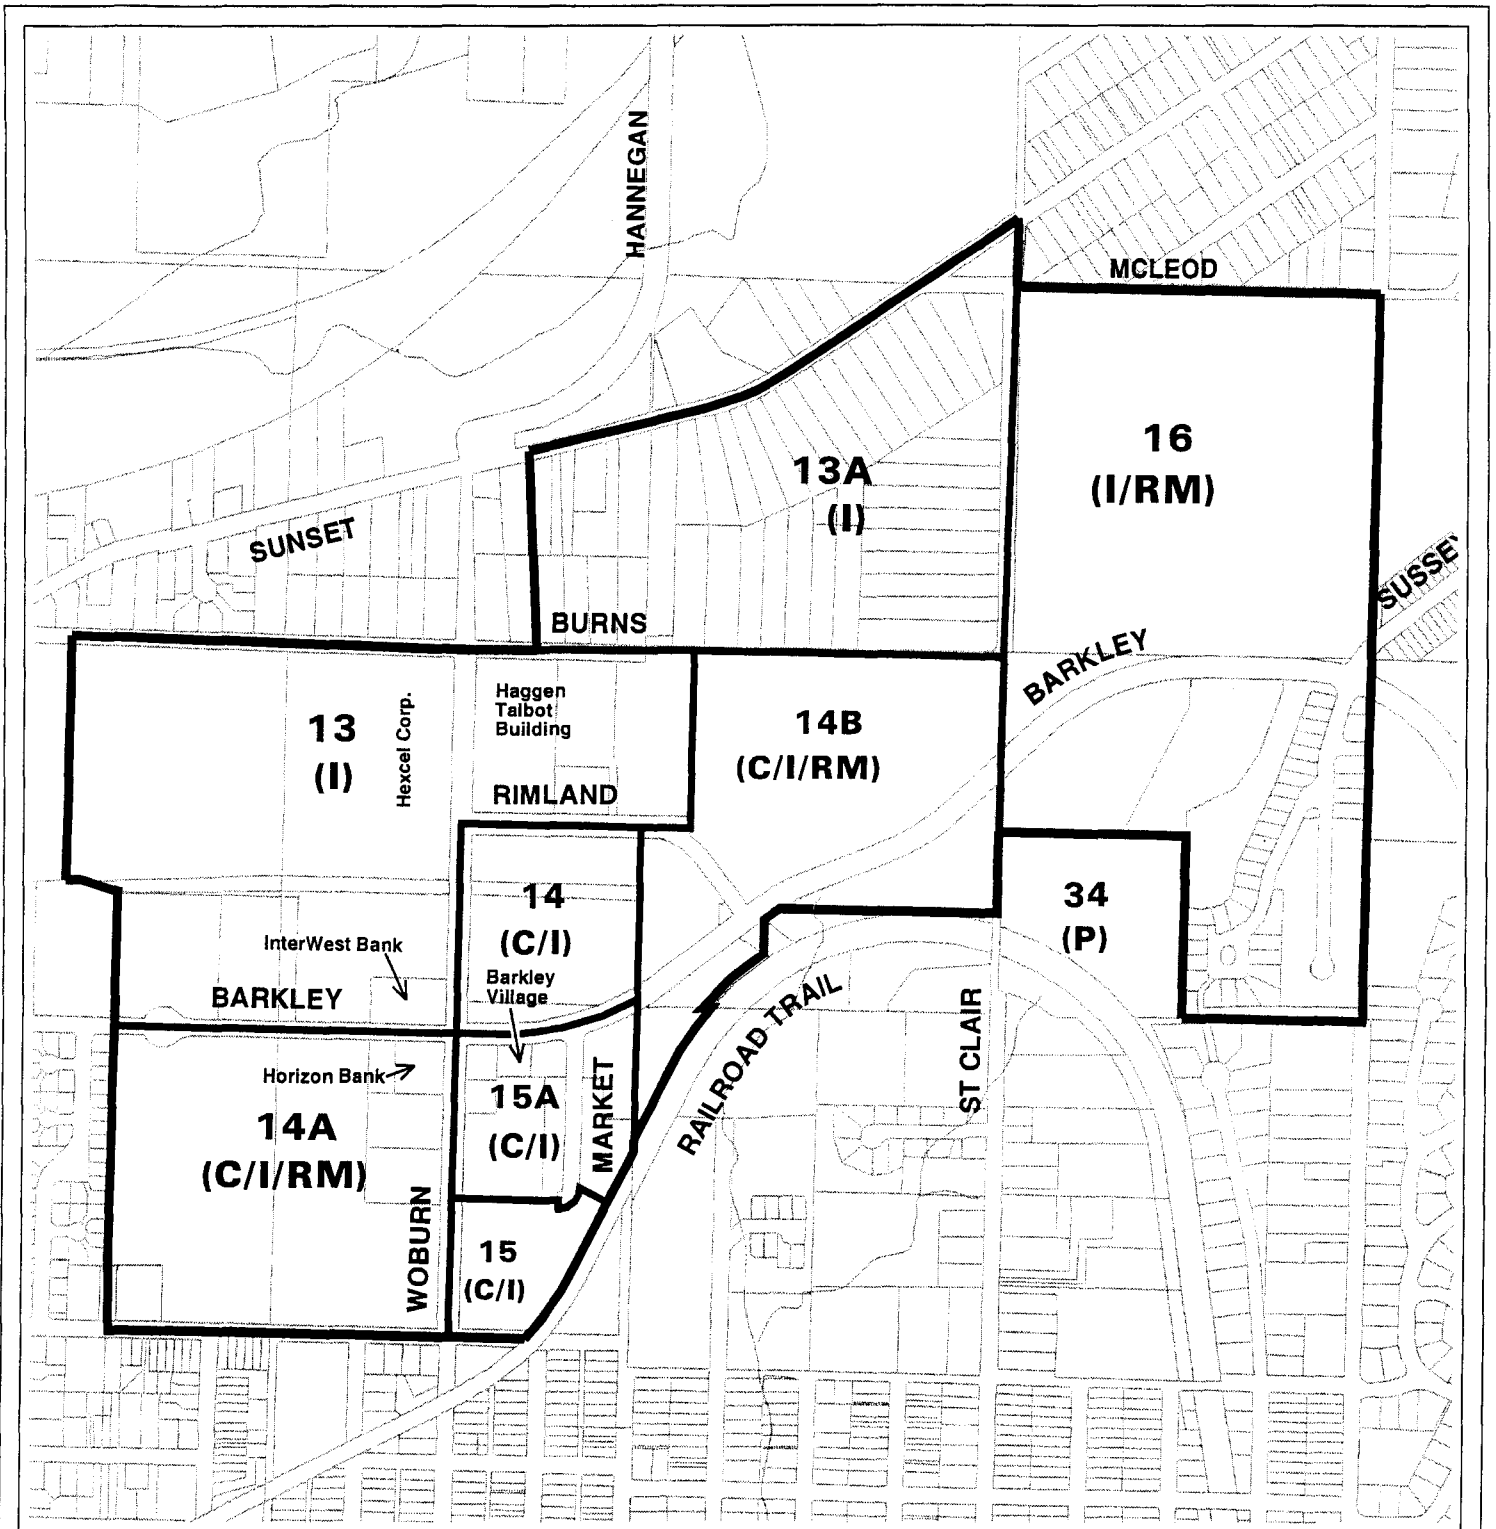 HANNEGAN
MCLEOD
16
(I/RM)
13A
(I)
SUNSET
SUSSEY
BURNS
BARKLEY
Haggen
Talbot
Building
13
(I)
Hexcel Corp.
14B
(C/I/RM)
RIMLAND
14
(C/I)
34
(P)
InterWest Bank
Barkley
Village
BARKLEY
RAILROAD TRAIL
ST CLAIR
Horizon Bank
15A
(C/I)
MARKET
14A
(C/I/RM)
WOBURN
15
(C/I)